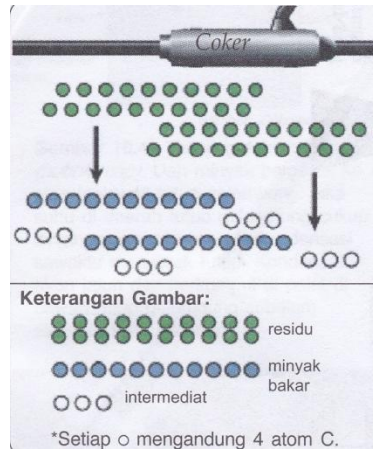 Coker
Keterangan Gambar:
residu
minyak
bakar
intermediat
*Setiap o mengandung 4 atom C.